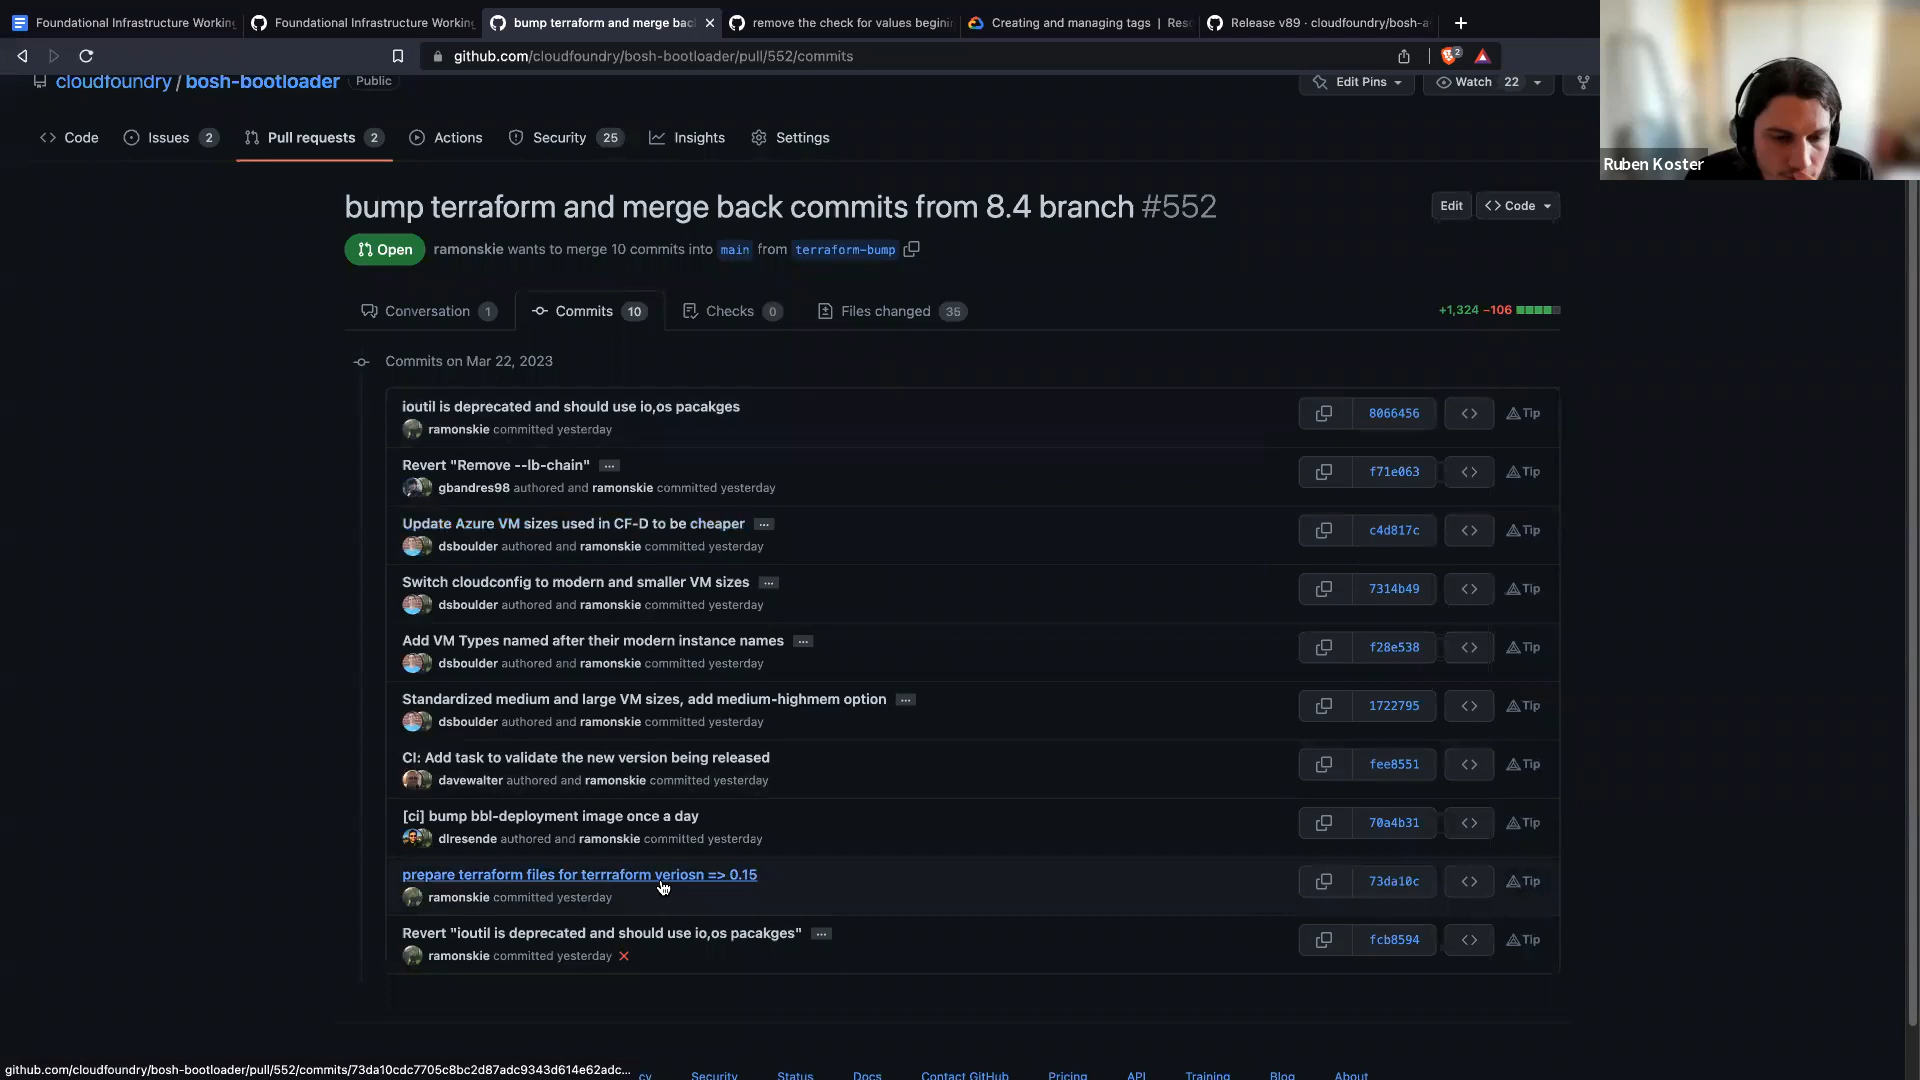 Foundational Infrastructure Working
Foundational Infrastructure Working
bump terraform and merge bac
remove the check for values begini
Creating and managing tags | Res
Release v89 · cloudfoundry/bosh-a
github.com/cloudfoundry/bosh-bootloader/pull/552/commits
2
cloudfoundry / bosh-bootloader Public
Edit Pins
Watch 22
Code
Issues 2
Pull requests 2
Actions
Security 25
Insights
Settings
Ruben Koster
bump terraform and merge back commits from 8.4 branch #552
Edit
<> Code
Open
ramonskie wants to merge 10 commits into main from terraform-bump
Conversation 1
Commits 10
Checks 0
Files changed 35
+1,324 −106
Commits on Mar 22, 2023
ioutil is deprecated and should use io,os pacakges
ramonskie committed yesterday
8066456
Tip
Revert "Remove --lb-chain" …
gbandres98 authored and ramonskie committed yesterday
f71e063
Tip
Update Azure VM sizes used in CF-D to be cheaper …
dsboulder authored and ramonskie committed yesterday
c4d817c
Tip
Switch cloudconfig to modern and smaller VM sizes …
dsboulder authored and ramonskie committed yesterday
7314b49
Tip
Add VM Types named after their modern instance names …
dsboulder authored and ramonskie committed yesterday
f28e538
Tip
Standardized medium and large VM sizes, add medium-highmem option …
dsboulder authored and ramonskie committed yesterday
1722795
Tip
CI: Add task to validate the new version being released
davewalter authored and ramonskie committed yesterday
fee8551
Tip
[ci] bump bbl-deployment image once a day
dlresende authored and ramonskie committed yesterday
70a4b31
Tip
prepare terraform files for terrraform veriosn => 0.15
ramonskie committed yesterday
73da10c
Tip
Revert "ioutil is deprecated and should use io,os pacakges" …
ramonskie committed yesterday
fcb8594
Tip
github.com/cloudfoundry/bosh-bootloader/pull/552/commits/73da10cdc7705c8bc2d87adc9343d614e62adc...
cy
Security
Status
Docs
Contact GitHub
Pricing
API
Training
Blog
About